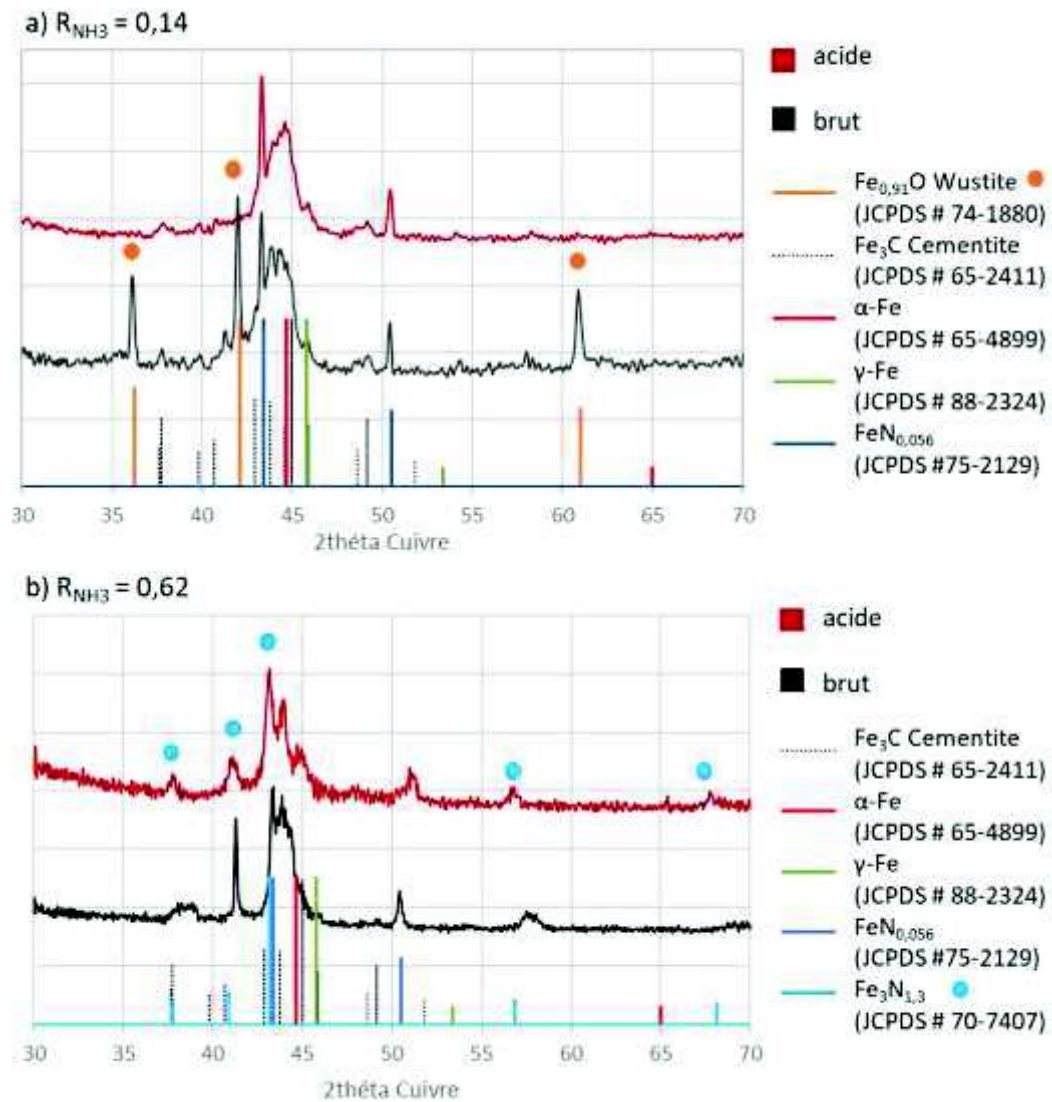 a) RNH3 = 0,14
acide
brut
Fe0,91O Wustite
(JCPDS # 74-1880)
Fe3C Cementite
(JCPDS # 65-2411)
α-Fe
(JCPDS # 65-4899)
γ-Fe
(JCPDS # 88-2324)
FeN0,056
(JCPDS #75-2129)
30 35 40 45 50 55 60 65 70
2théta Cuivre
b) RNH3 = 0,62
acide
brut
Fe3C Cementite
(JCPDS # 65-2411)
α-Fe
(JCPDS # 65-4899)
γ-Fe
(JCPDS # 88-2324)
FeN0,056
(JCPDS #75-2129)
Fe3N1,3
(JCPDS # 70-7407)
30 35 40 45 50 55 60 65 70
2théta Cuivre